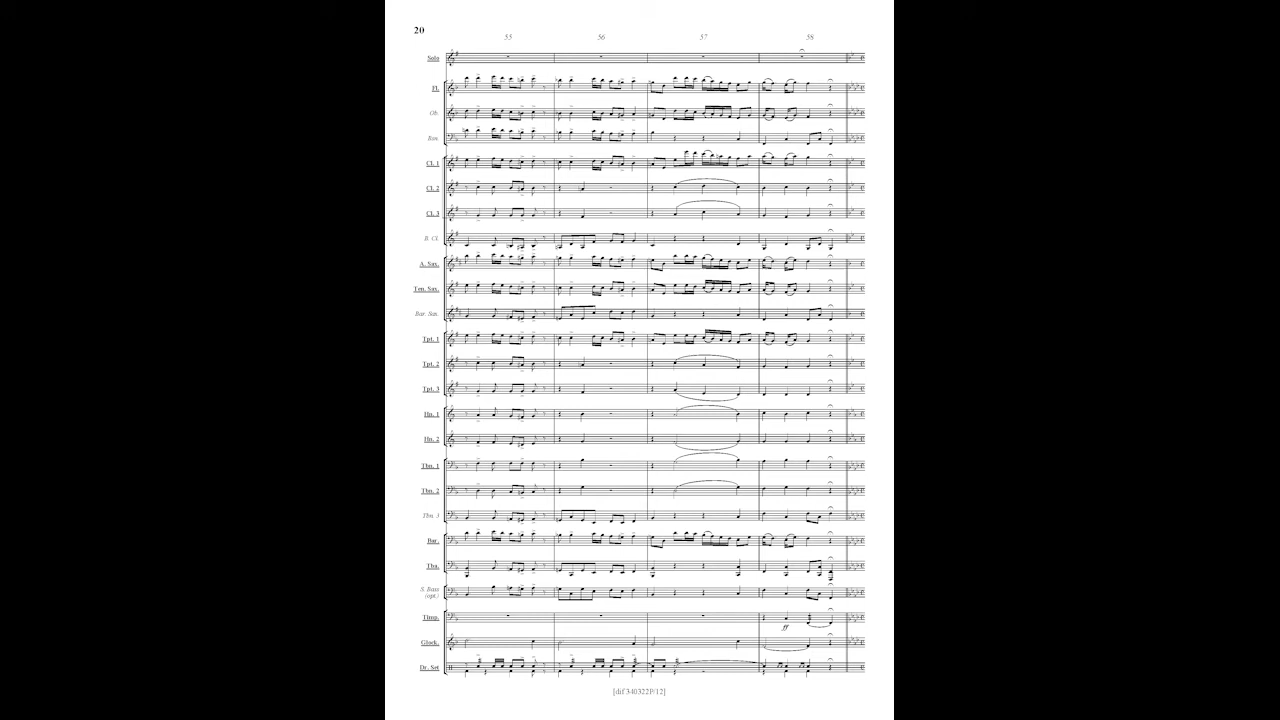 20
55 56 57 58
Solo
Fl.
Ob.
Bsn.
Cl. 1
Cl. 2
Cl. 3
B. Cl.
A. Sax.
Ten. Sax.
Bar. Sax.
Tpt. 1
Tpt. 2
Tpt. 3
Hn. 1
Hn. 2
Tbn. 1
Tbn. 2
Tbn. 3
Bar.
Tba.
S. Bass
(opt.)
Timp.
ff
Glock.
Dr. Set
[dif 340322P/12]